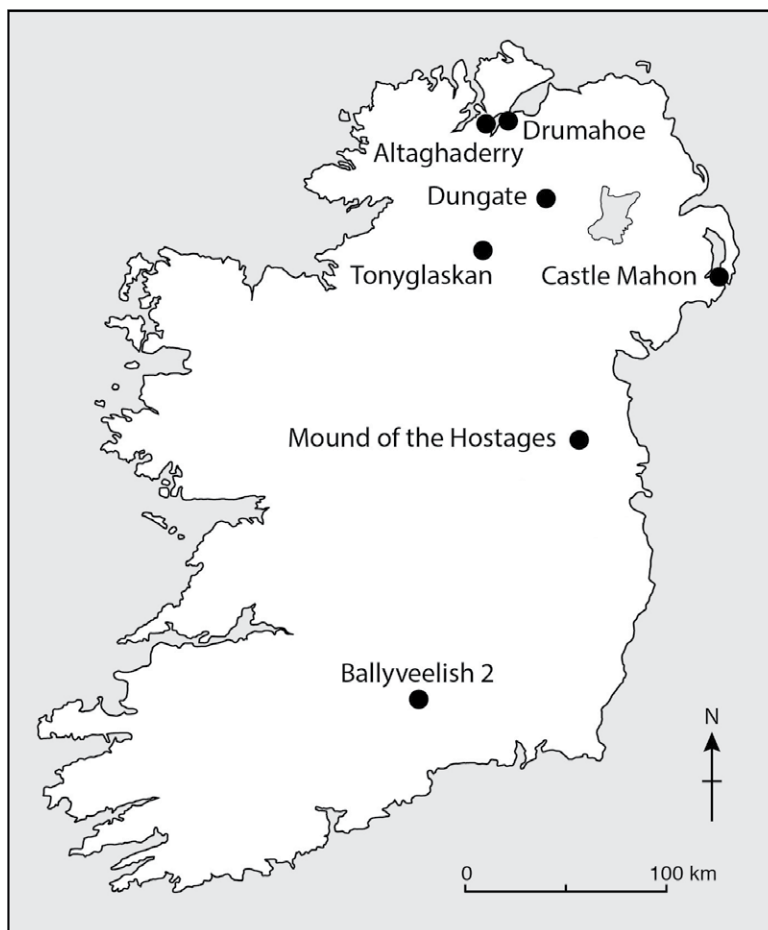 Drumahoe
Altaghaderry
Dungate
Tonyglaskan
Castle Mahon
Mound of the Hostages
Ballyveelish 2
N
0
100 km